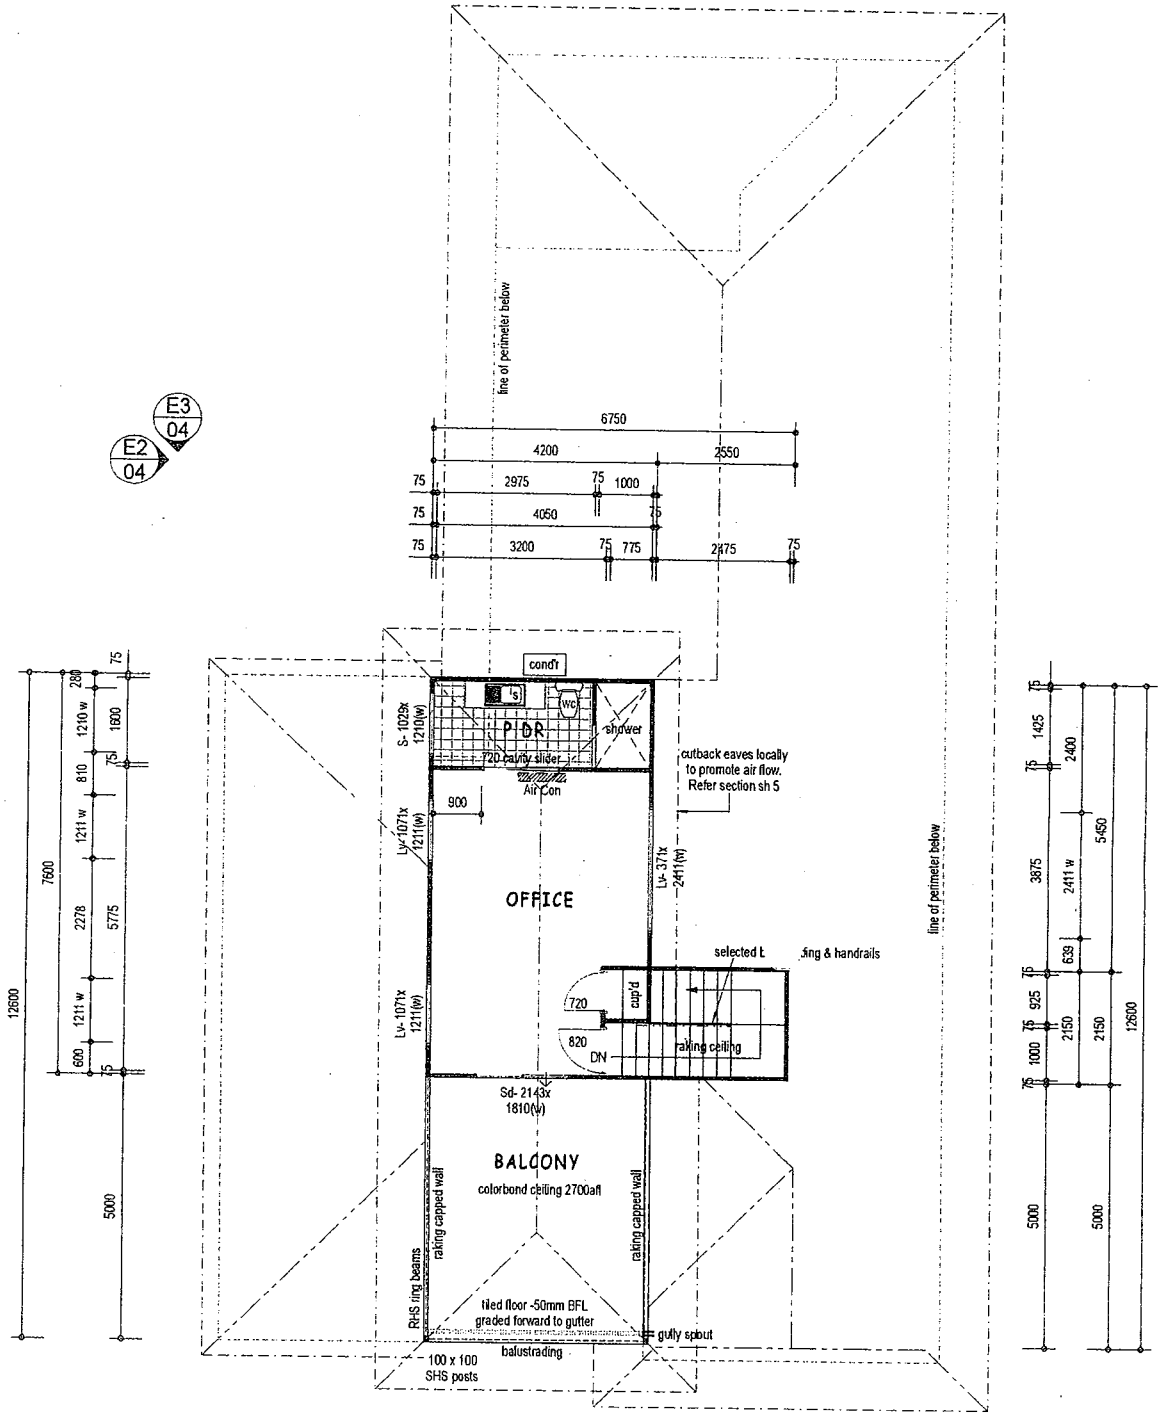 line of perimeter below
E3
04
E2
04
6750
4200
2550
75
2975
75
1000
75
4050
75
75
3200
75
775
2475
75
cond'r
S- 1029x
1210(w)
P DR
WC
shower
720 cavity slider
Air Con
900
cutback eaves locally
to promote air flow.
Refer section sh 5
Lv- 1071x
1211(w)
Lv- 371x
2411(w)
OFFICE
line of perimeter below
selected
ing & handrails
cup'd
720
820
DN
raking ceiling
Lv- 1071x
1211(w)
Sd- 2143x
1810(w)
BALCONY
colorbond ceiling 2700afl
raking capped wall
raking capped wall
RHS ring beams
tiled floor -50mm BFL
graded forward to gutter
gully spout
balustrading
100 x 100
SHS posts
12600
7600
280
1210 w
810
1211 w
2278
1211 w
600
75
1600
75
5775
75
5000
75
1425
75
3875
75
925
75
1000
75
5000
2400
2411 w
639
2150
5450
2150
5000
12600